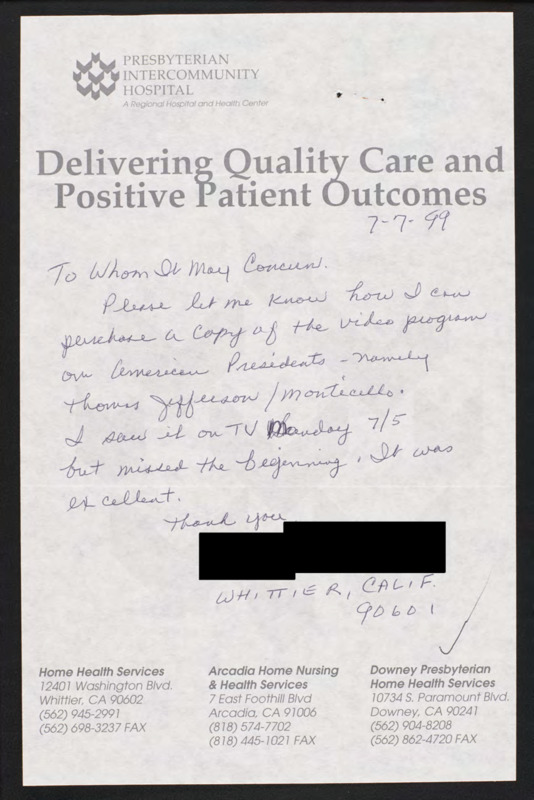 PRESBYTERIAN
INTERCOMMUNITY
HOSPITAL
A Regional Hospital and Health Center
Delivering Quality Care and
Positive Patient Outcomes
7-7-99
To Whom It May Concern.
Please let me know how I can
purchase a copy of the video program
on American Presidents - namely
Thomas Jefferson / Monticello.
I saw it on TV Monday 7/5
but missed the beginning. It was
excellent.
Thank you
WHITTIER, CALIF.
90601
Home Health Services
12401 Washington Blvd.
Whittier, CA 90602
(562) 945-2991
(562) 698-3237 FAX
Arcadia Home Nursing
& Health Services
7 East Foothill Blvd
Arcadia, CA 91006
(818) 574-7702
(818) 445-1021 FAX
Downey Presbyterian
Home Health Services
10734 S. Paramount Blvd.
Downey, CA 90241
(562) 904-8208
(562) 862-4720 FAX